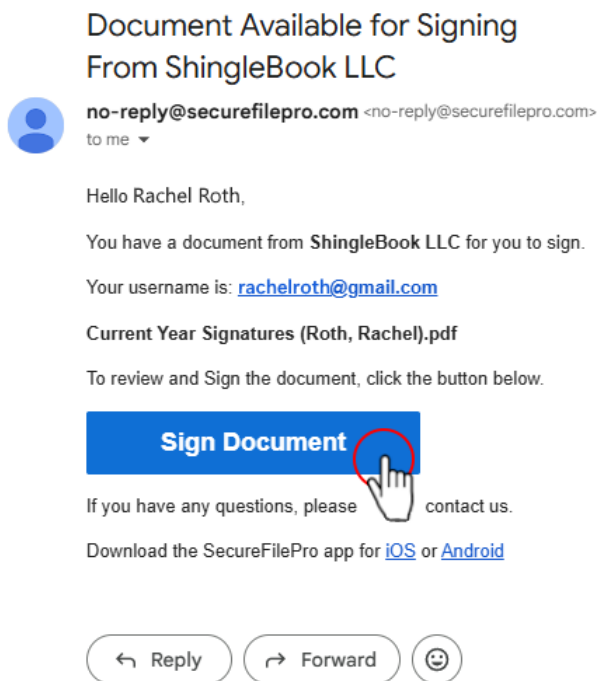 Document Available for Signing
From ShingleBook LLC
no-reply@securefilepro.com <no-reply@securefilepro.com>
to me
Hello Rachel Roth,
You have a document from ShingleBook LLC for you to sign.
Your username is: rachelroth@gmail.com
Current Year Signatures (Roth, Rachel).pdf
To review and Sign the document, click the button below.
Sign Document
If you have any questions, please contact us.
Download the SecureFilePro app for iOS or Android
Reply Forward